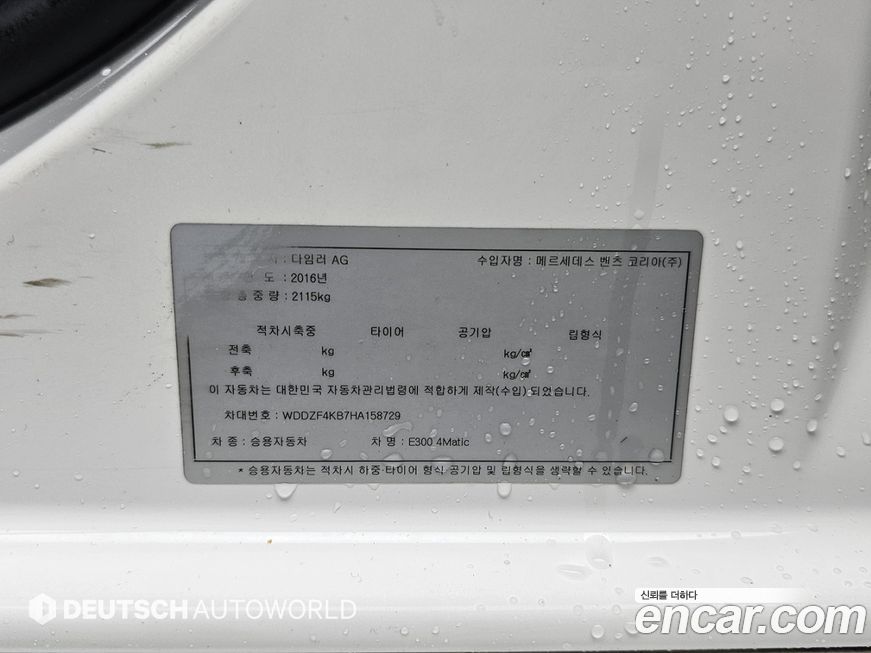 사 : 다임러 AG 수입자명 : 메르세데스 벤츠 코리아(주)
도 : 2016년
총 중 량 : 2115kg
적차시축중 타이어 공기압 림형식
전축 kg kg/㎠
후축 kg kg/㎠
이 자동차는 대한민국 자동차관리법령에 적합하게 제작(수입) 되었습니다.
차대번호 : WDDZF4KB7HA158729
차 종 : 승용자동차 차 명 : E300 4Matic
* 승용자동차는 적차시 하중·타이어 형식 공기압 및 림형식을 생략할 수 있습니다.
DEUTSCH AUTOWORLD
신뢰를 더하다
encar.com